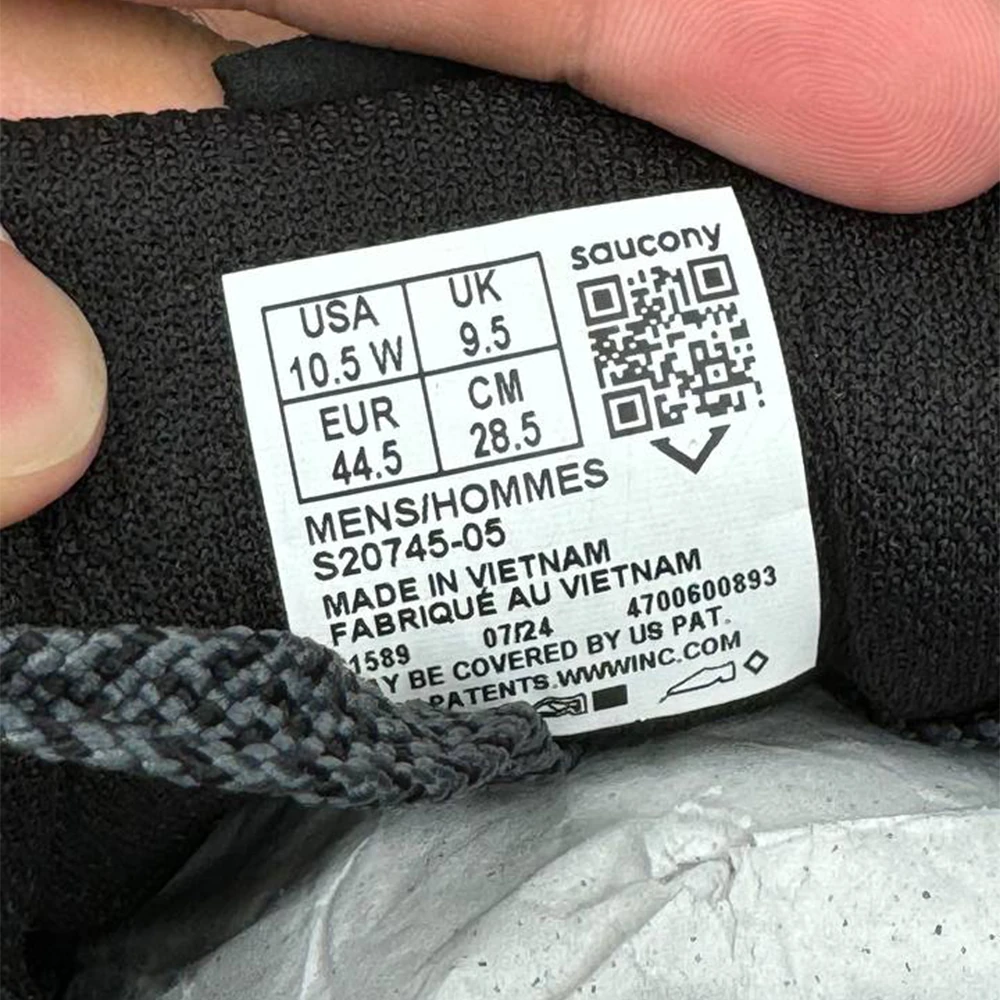 saucony
USA
10.5 W
UK
9.5
EUR
44.5
CM
28.5
MENS/HOMMES
S20745-05
MADE IN VIETNAM
FABRIQUÉ AU VIETNAM
1589 07/24 4700600893
Y BE COVERED BY US PAT.
PATENTS.WWWINC.COM